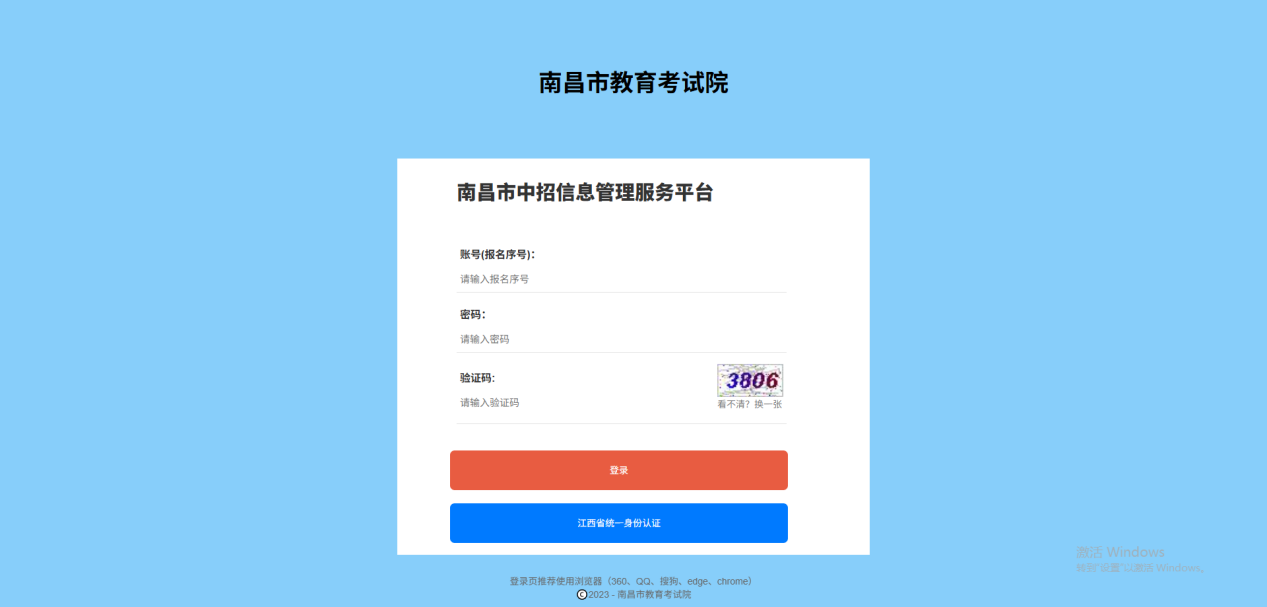 南昌市教育考试院
南昌市中招信息管理服务平台
账号(报名序号):
请输入报名序号
密码:
请输入密码
验证码:
3806
请输入验证码
看不清？换一张
登录
江西省统一身份认证
激活 Windows
转到"设置"以激活 Windows。
登录页推荐使用浏览器（360、QQ、搜狗、edge、chrome）
©2023 - 南昌市教育考试院